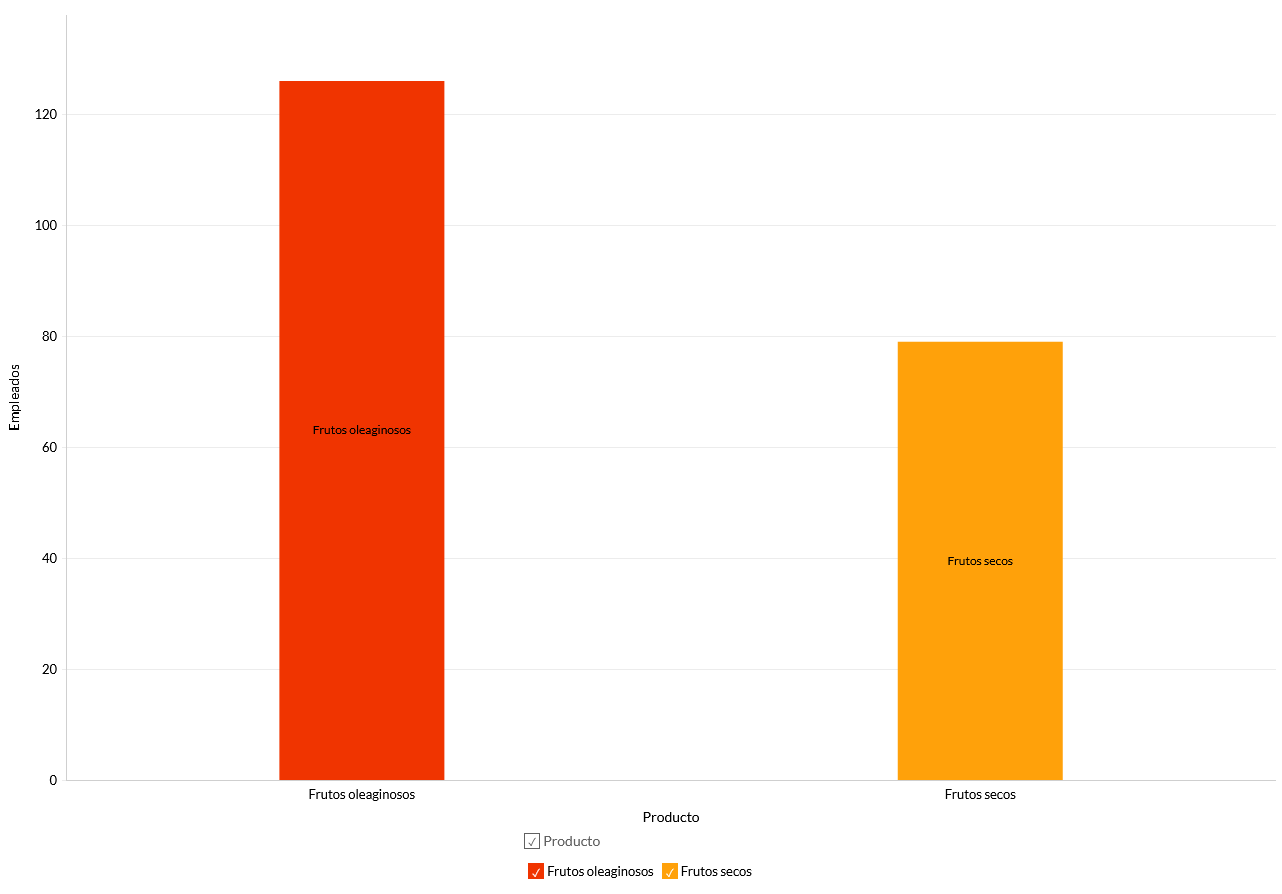 120
100
80
60
40
20
0
Empleados
Frutos oleaginosos
Frutos secos
Frutos oleaginosos
Frutos secos
Producto
Producto
Frutos oleaginosos
Frutos secos